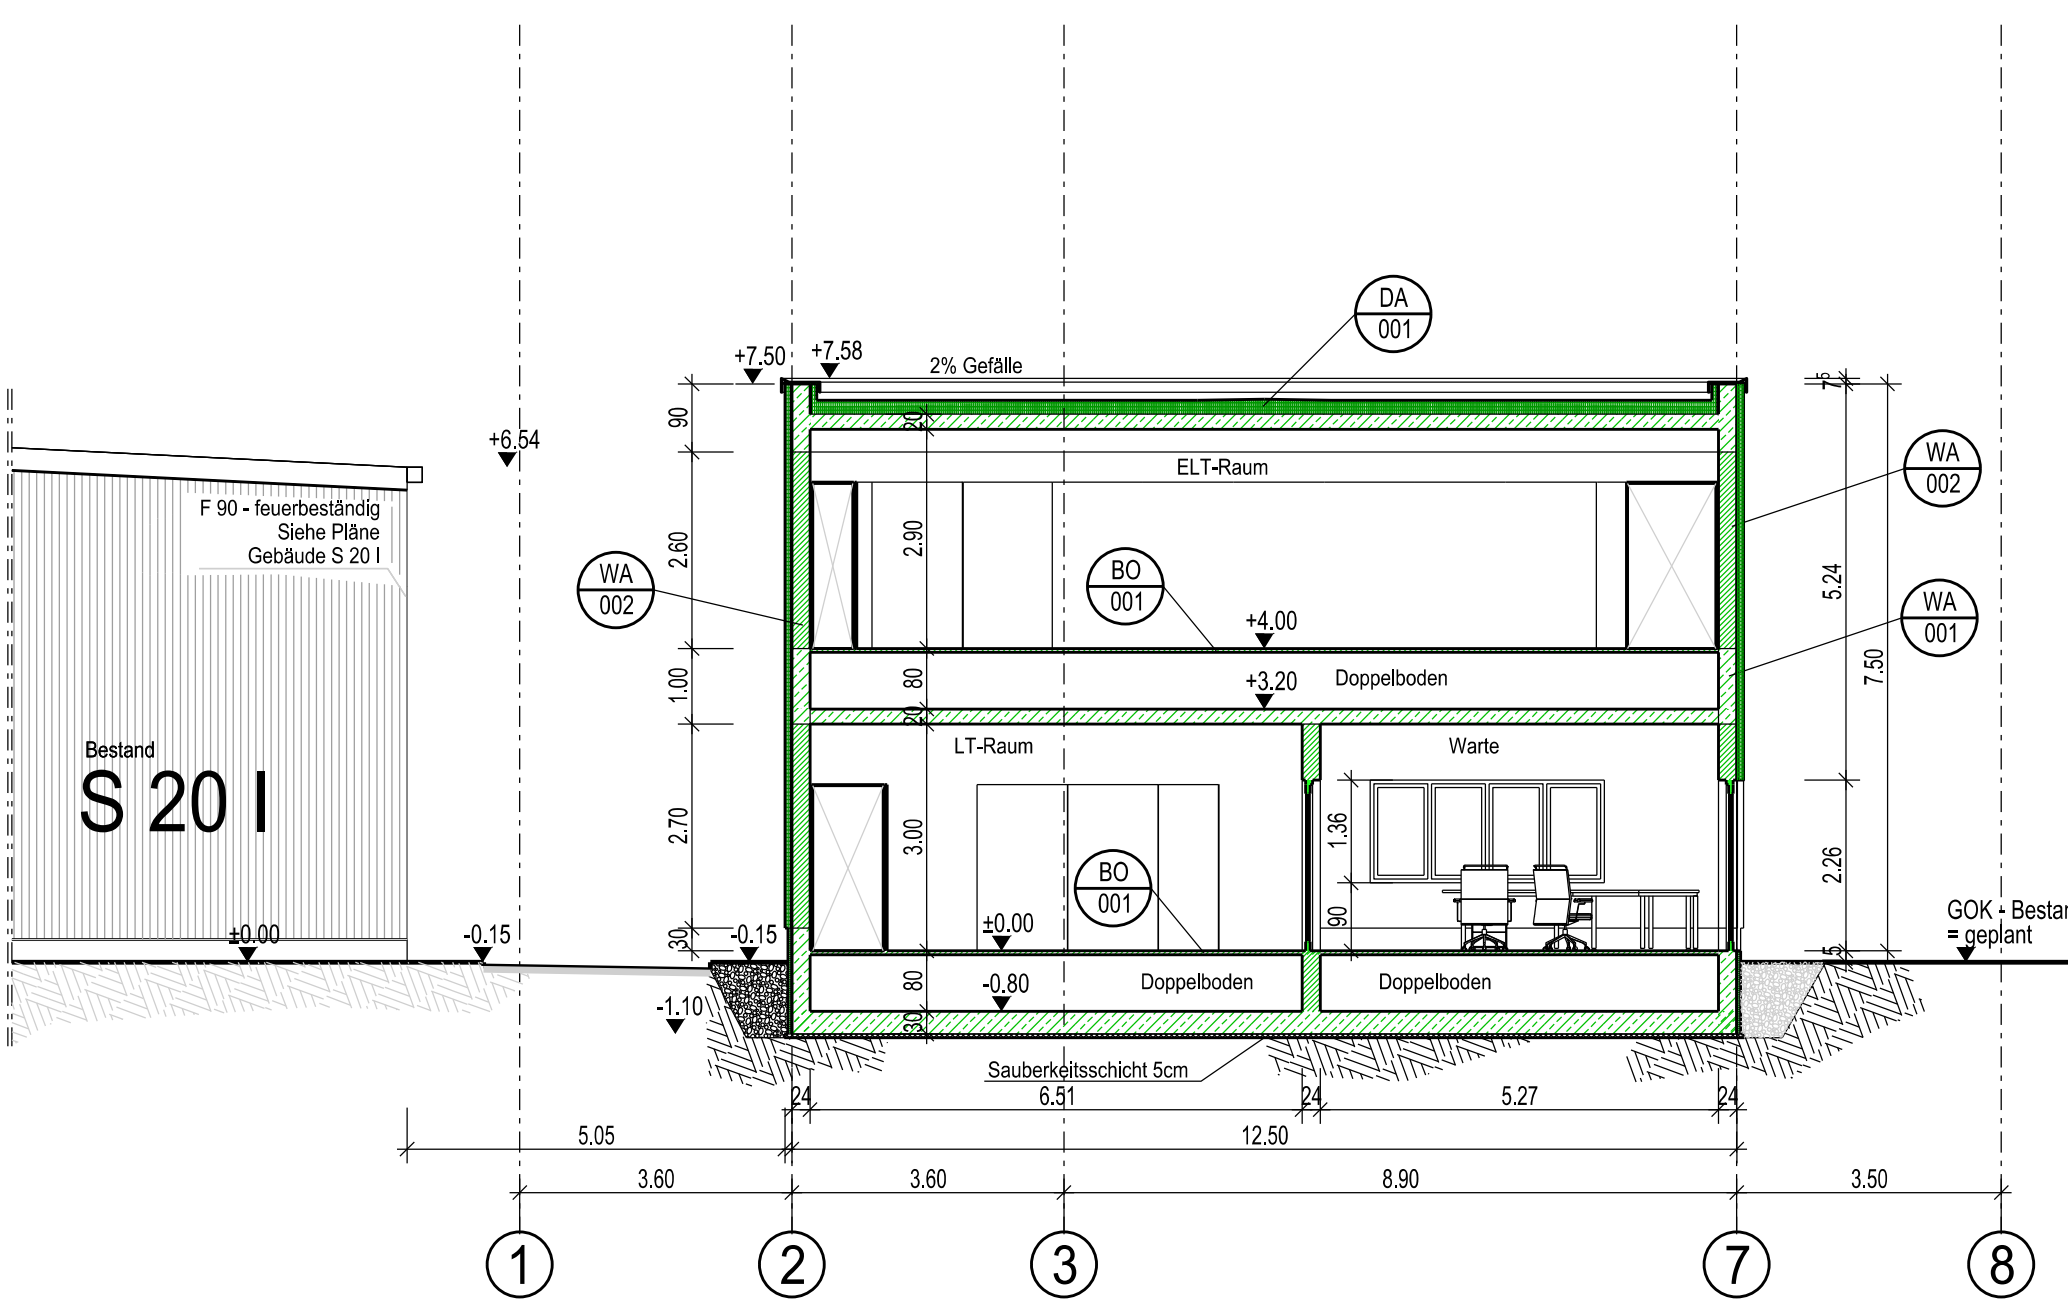 DA
001
+7.50
+7.58
2% Gefälle
7⁵
90
20
+6.54
ELT-Raum
WA
002
F 90 - feuerbeständig
Siehe Pläne
Gebäude S 20 I
2.60
2.90
WA
002
BO
001
5.24
WA
001
+4.00
1.00
80
+3.20
Doppelboden
7.50
20
Bestand
S 20 I
LT-Raum
Warte
2.70
3.00
1.36
2.26
BO
001
90
GOK - Bestan
= geplant
±0.00
-0.15
30
-0.15
±0.00
5
-1.10
80
-0.80
Doppelboden
Doppelboden
30
Sauberkeitsschicht 5cm
24
6.51
24
5.27
24
5.05
12.50
3.60
3.60
8.90
3.50
1
2
3
7
8